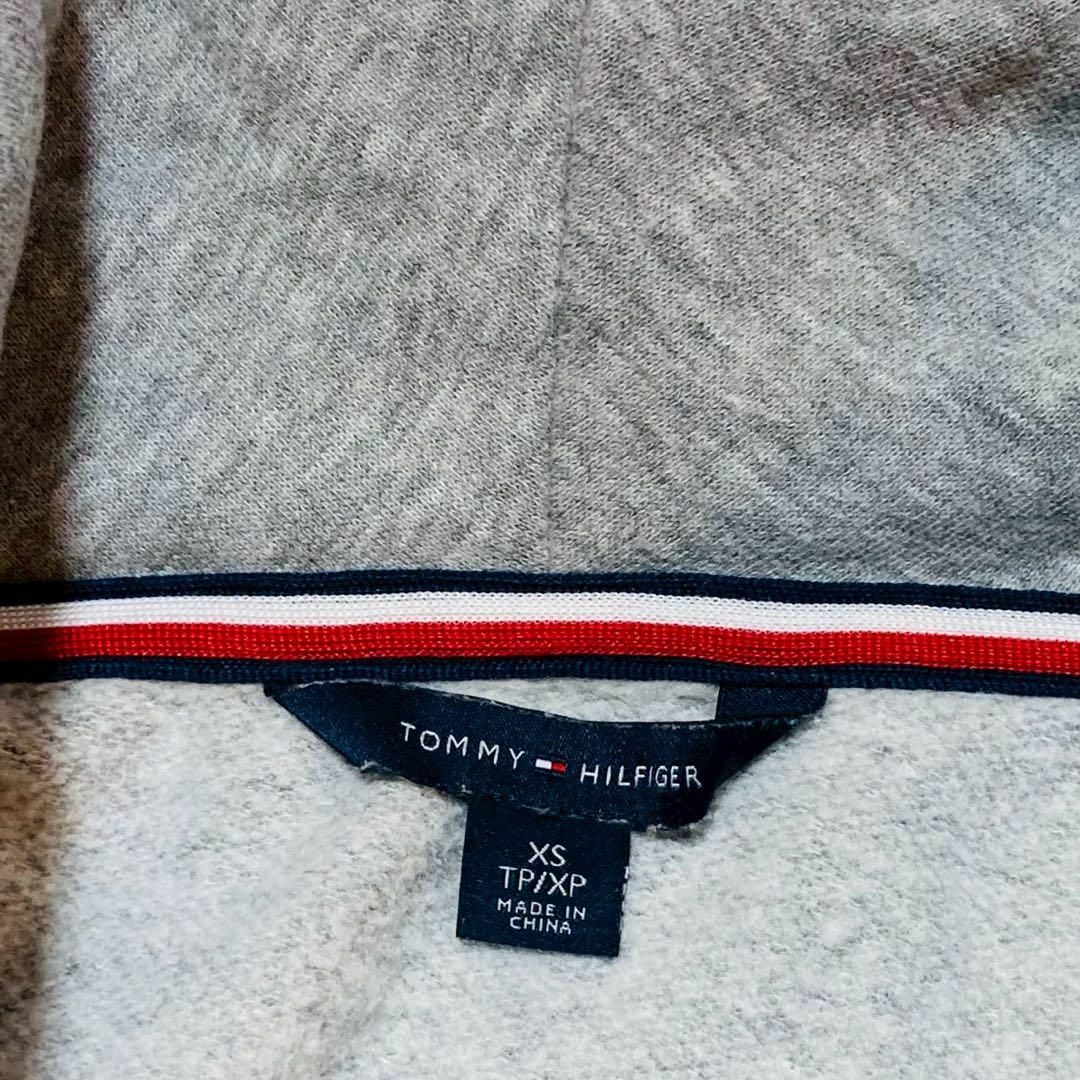 TOMMY HILFIGER
XS
TP/XP
MADE IN
CHINA